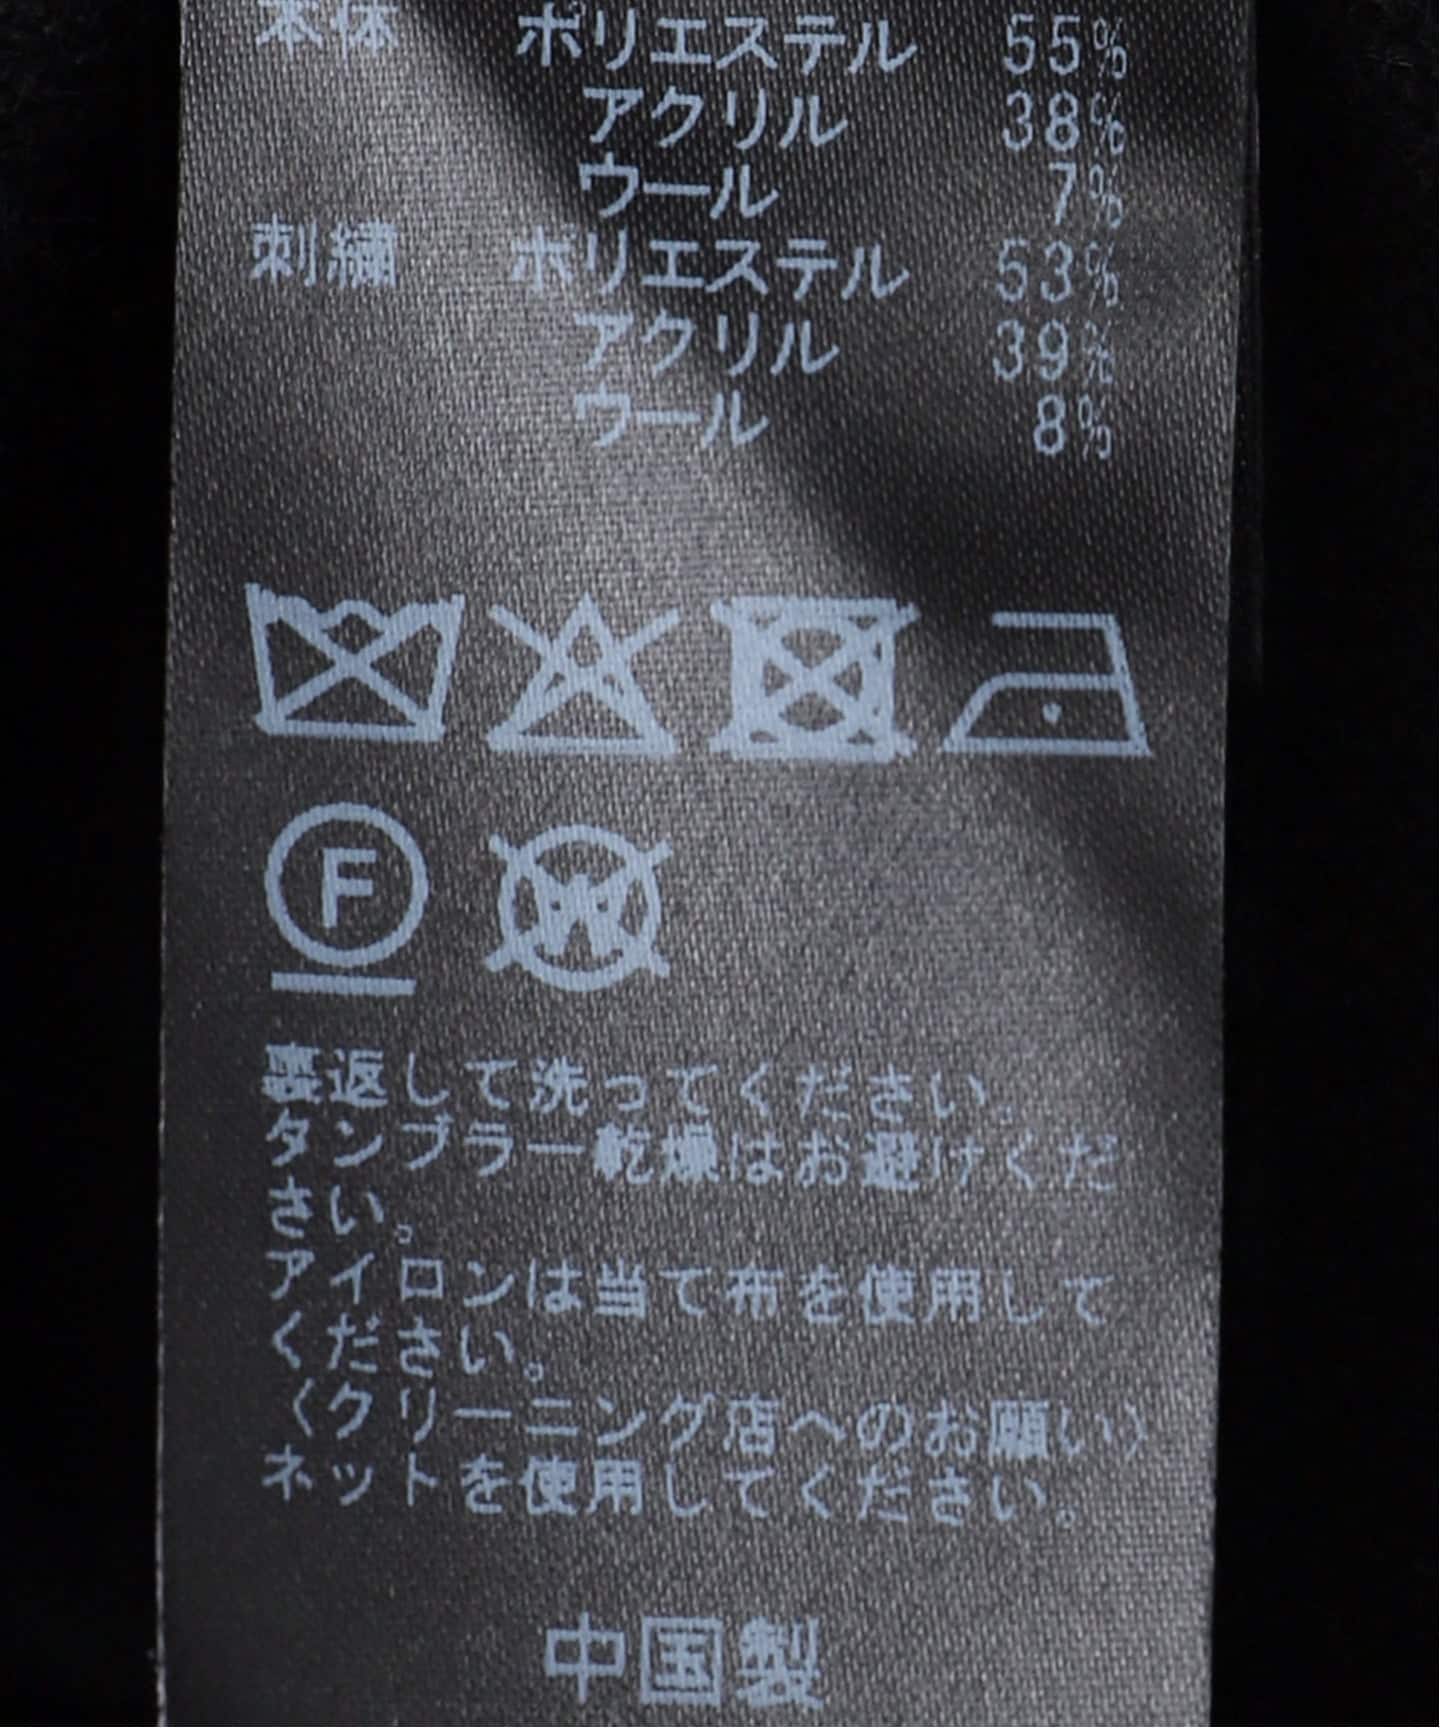 本体 ポリエステル 55%
アクリル 38%
ウール 7%
刺繍 ポリエステル 53%
アクリル 39%
ウール 8%
F W
裏返して洗ってください。
タンブラー乾燥はお避けくだ
さい。
アイロンは当て布を使用して
ください。
〈クリーニング店へのお願い〉
ネットを使用してください。
中国製